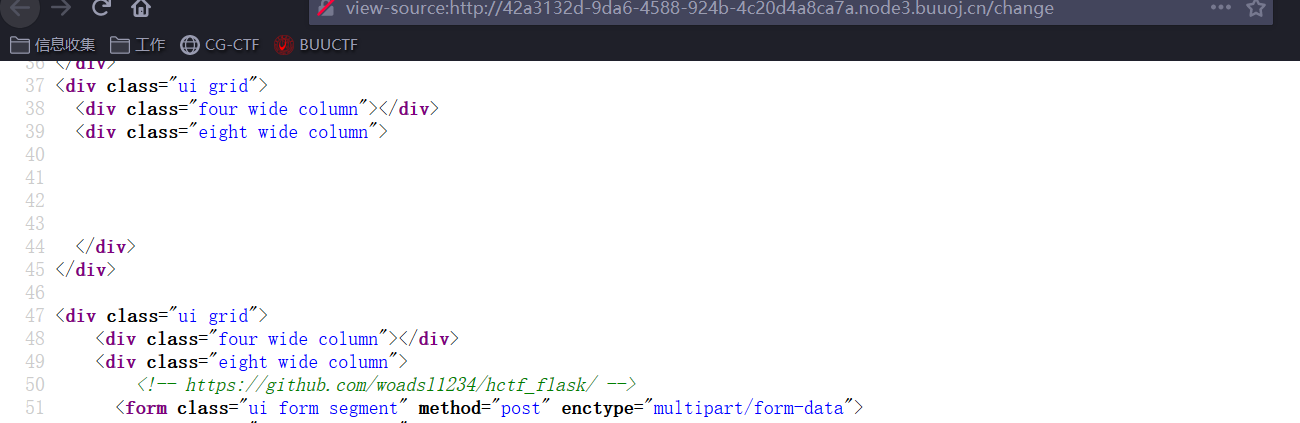 view-source:http://42a3132d-9da6-4588-924b-4c20d4a8ca7a.node3.buuoj.cn/change
信息收集 工作 CG-CTF BUUCTF
36 </div>
37 <div class="ui grid">
38 <div class="four wide column"></div>
39 <div class="eight wide column">
40
41
42
43
44 </div>
45 </div>
46
47 <div class="ui grid">
48 <div class="four wide column"></div>
49 <div class="eight wide column">
50 <!-- https://github.com/woadsl1234/hctf_flask/ -->
51 <form class="ui form segment" method="post" enctype="multipart/form-data">